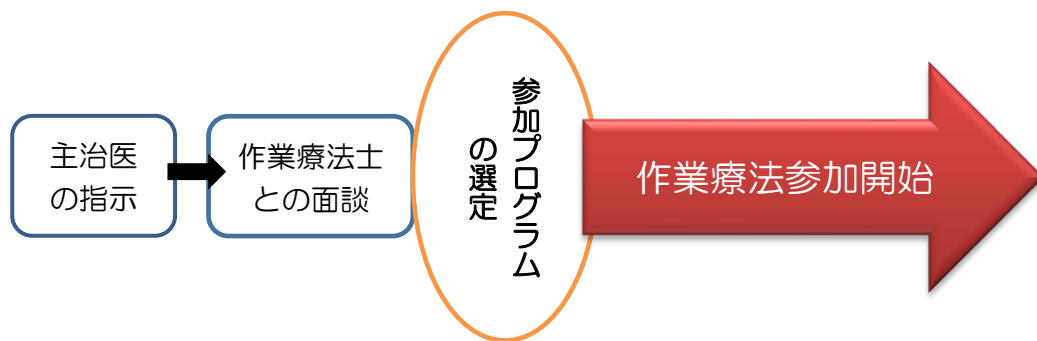 主治医
の指示
作業療法士
との面談
参加プログラム
の選定
作業療法参加開始